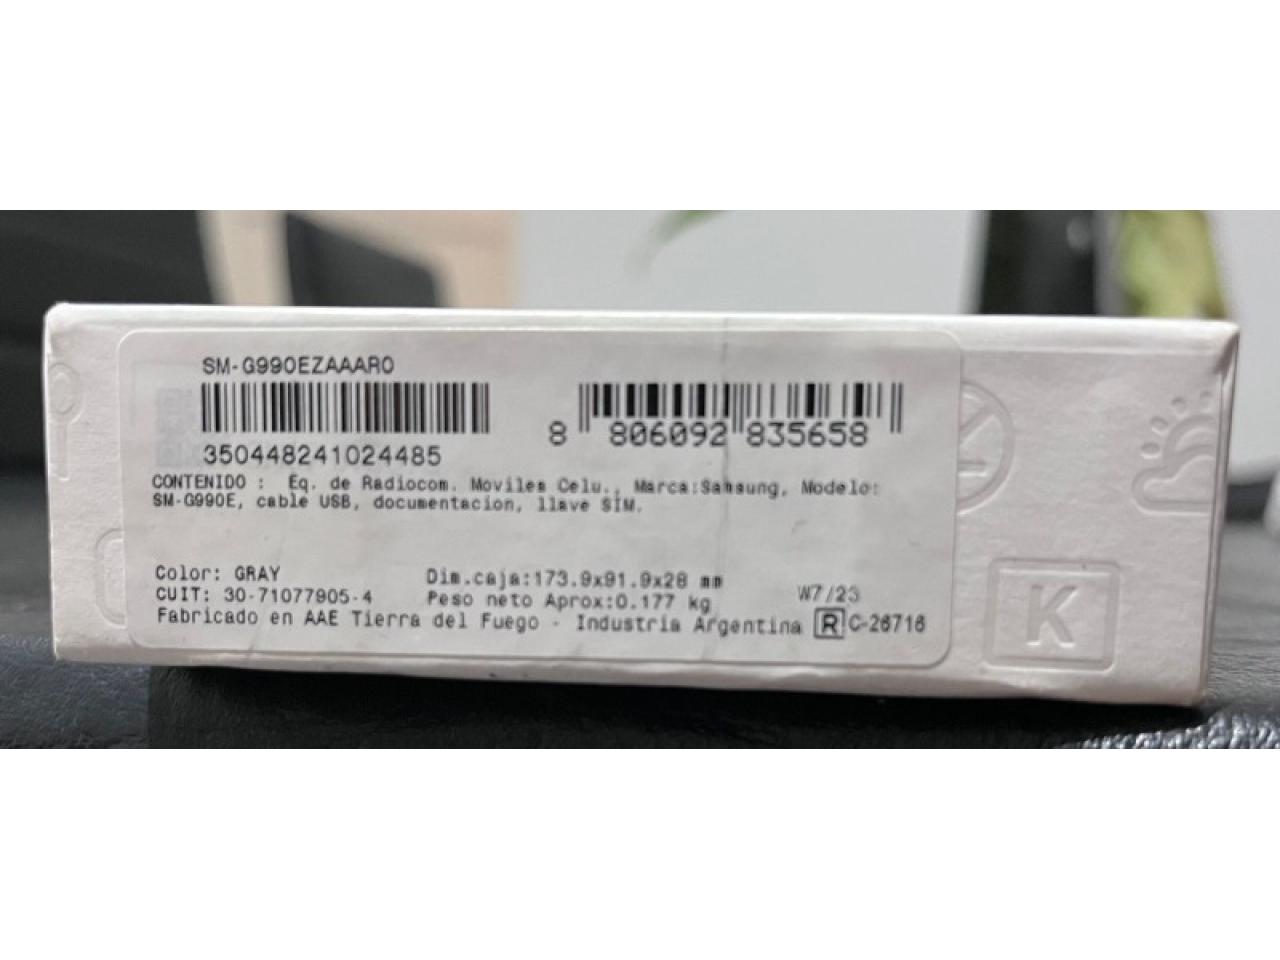 SM-G990EZAAARO
350448241024485
8 806092 835658
CONTENIDO : Eq. de Radiocom. Moviles Celu., Marca:Samsung, Modelo:
SM-G990E, cable USB, documentacion, llave SIM.
Color: GRAY
CUIT: 30-71077905-4
Dim.caja:173.9x91.9x28 mm
Peso neto Aprox:0.177 kg
W7/23
Fabricado en AAE Tierra del Fuego - Industria Argentina R C-26716
K